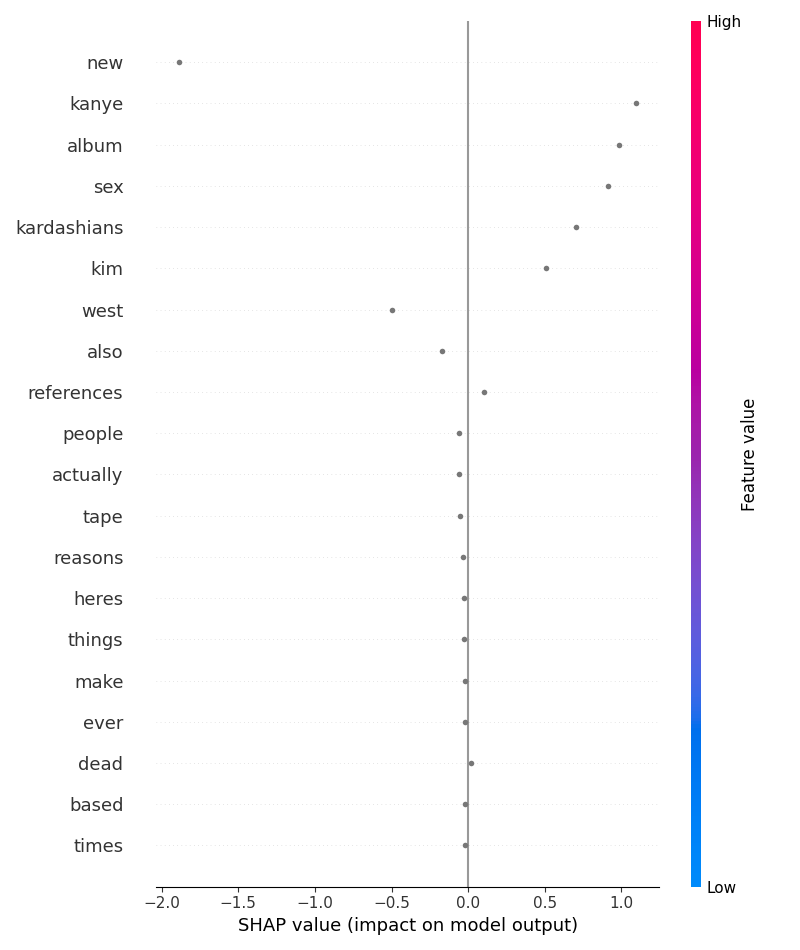 High
new
kanye
album
sex
kardashians
kim
west
also
references
people
actually
tape
reasons
heres
things
make
ever
dead
based
times
Feature value
Low
−2.0 −1.5 −1.0 −0.5 0.0 0.5 1.0
SHAP value (impact on model output)